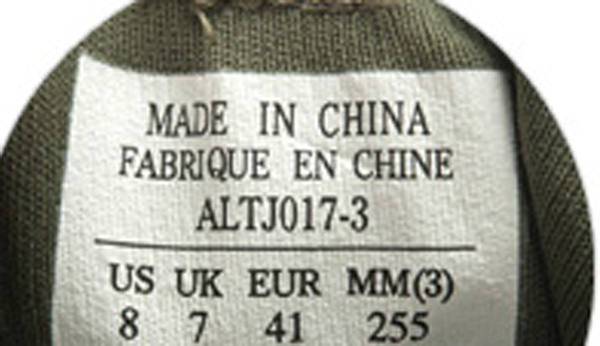 MADE IN CHINA
FABRIQUE EN CHINE
ALTJ017-3
US UK EUR MM(3)
8 7 41 255